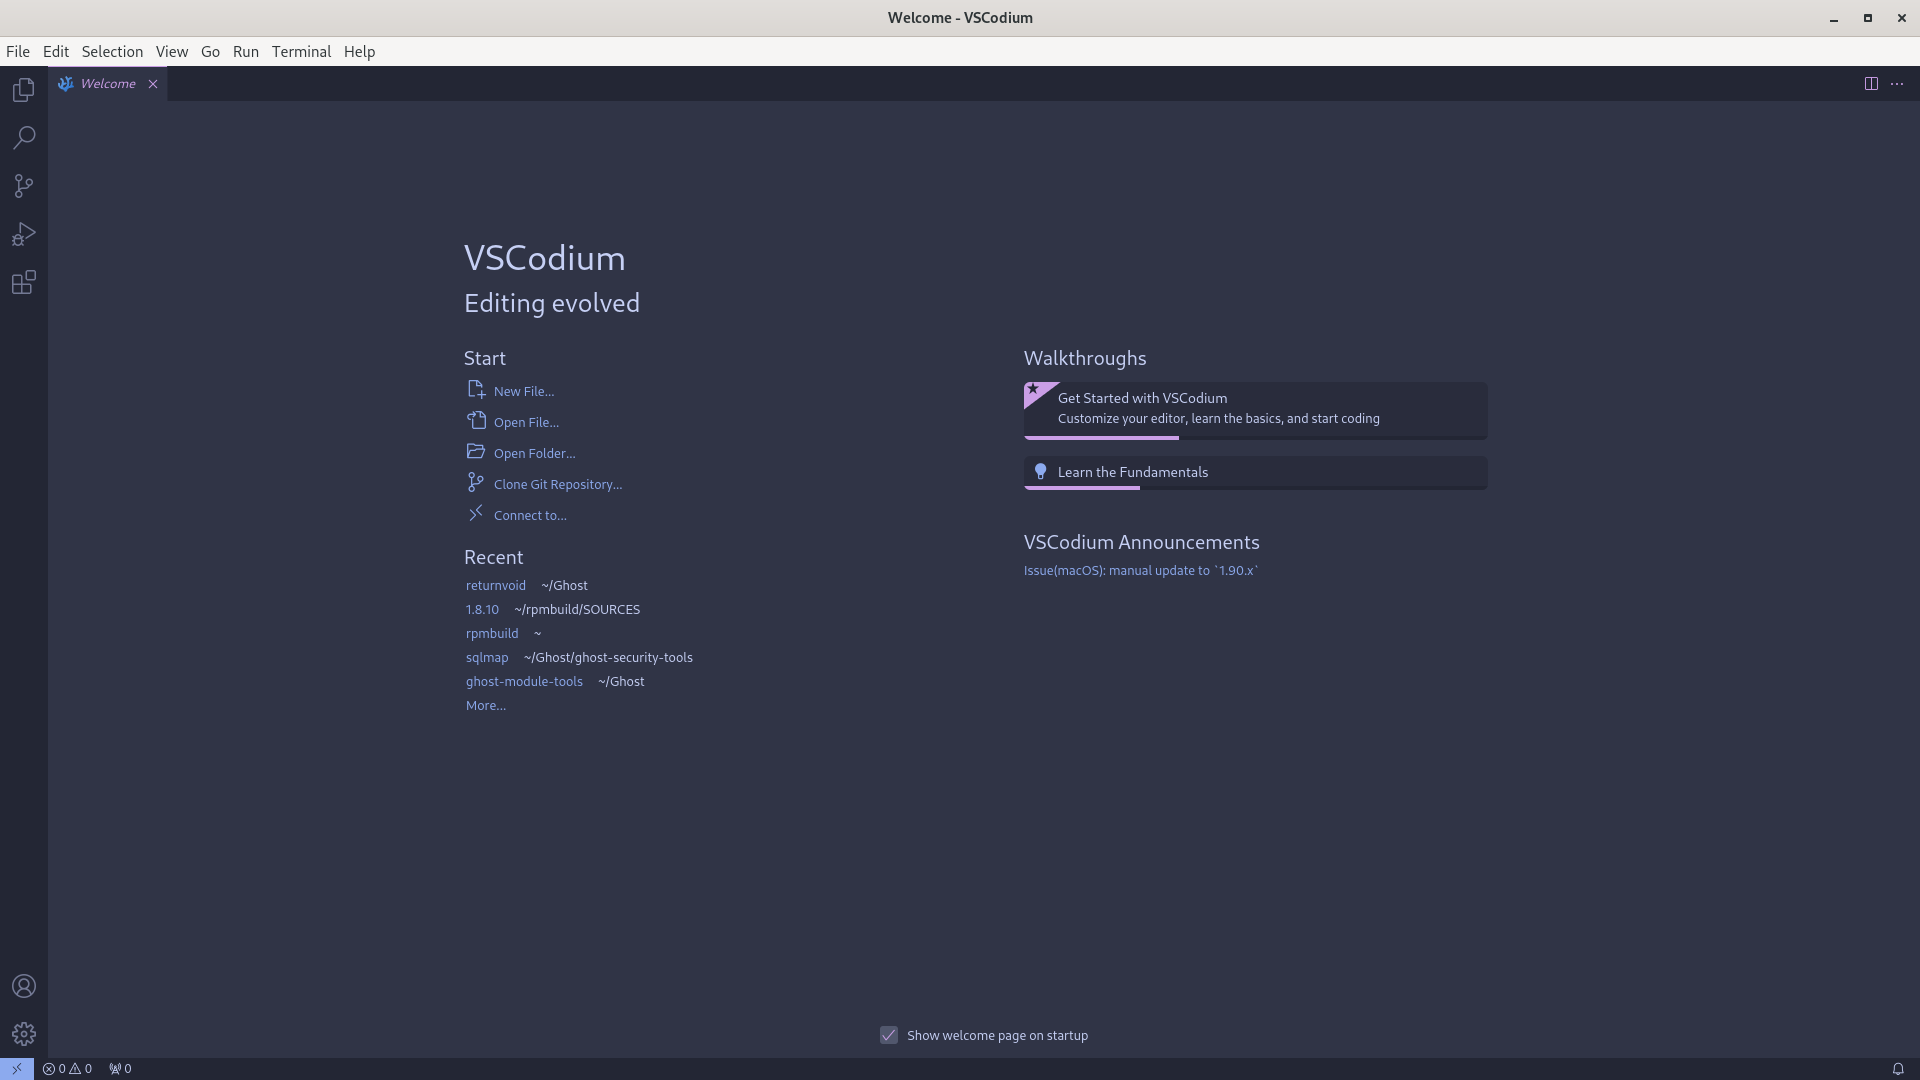 Welcome - VSCodium
File Edit Selection View Go Run Terminal Help
Welcome
VSCodium
Editing evolved
Start
New File...
Open File...
Open Folder...
Clone Git Repository...
Connect to...
Recent
returnvoid ~/Ghost
1.8.10 ~/rpmbuild/SOURCES
rpmbuild ~
sqlmap ~/Ghost/ghost-security-tools
ghost-module-tools ~/Ghost
More...
Walkthroughs
Get Started with VSCodium
Customize your editor, learn the basics, and start coding
Learn the Fundamentals
VSCodium Announcements
Issue(macOS): manual update to `1.90.x`
Show welcome page on startup
0 0 0